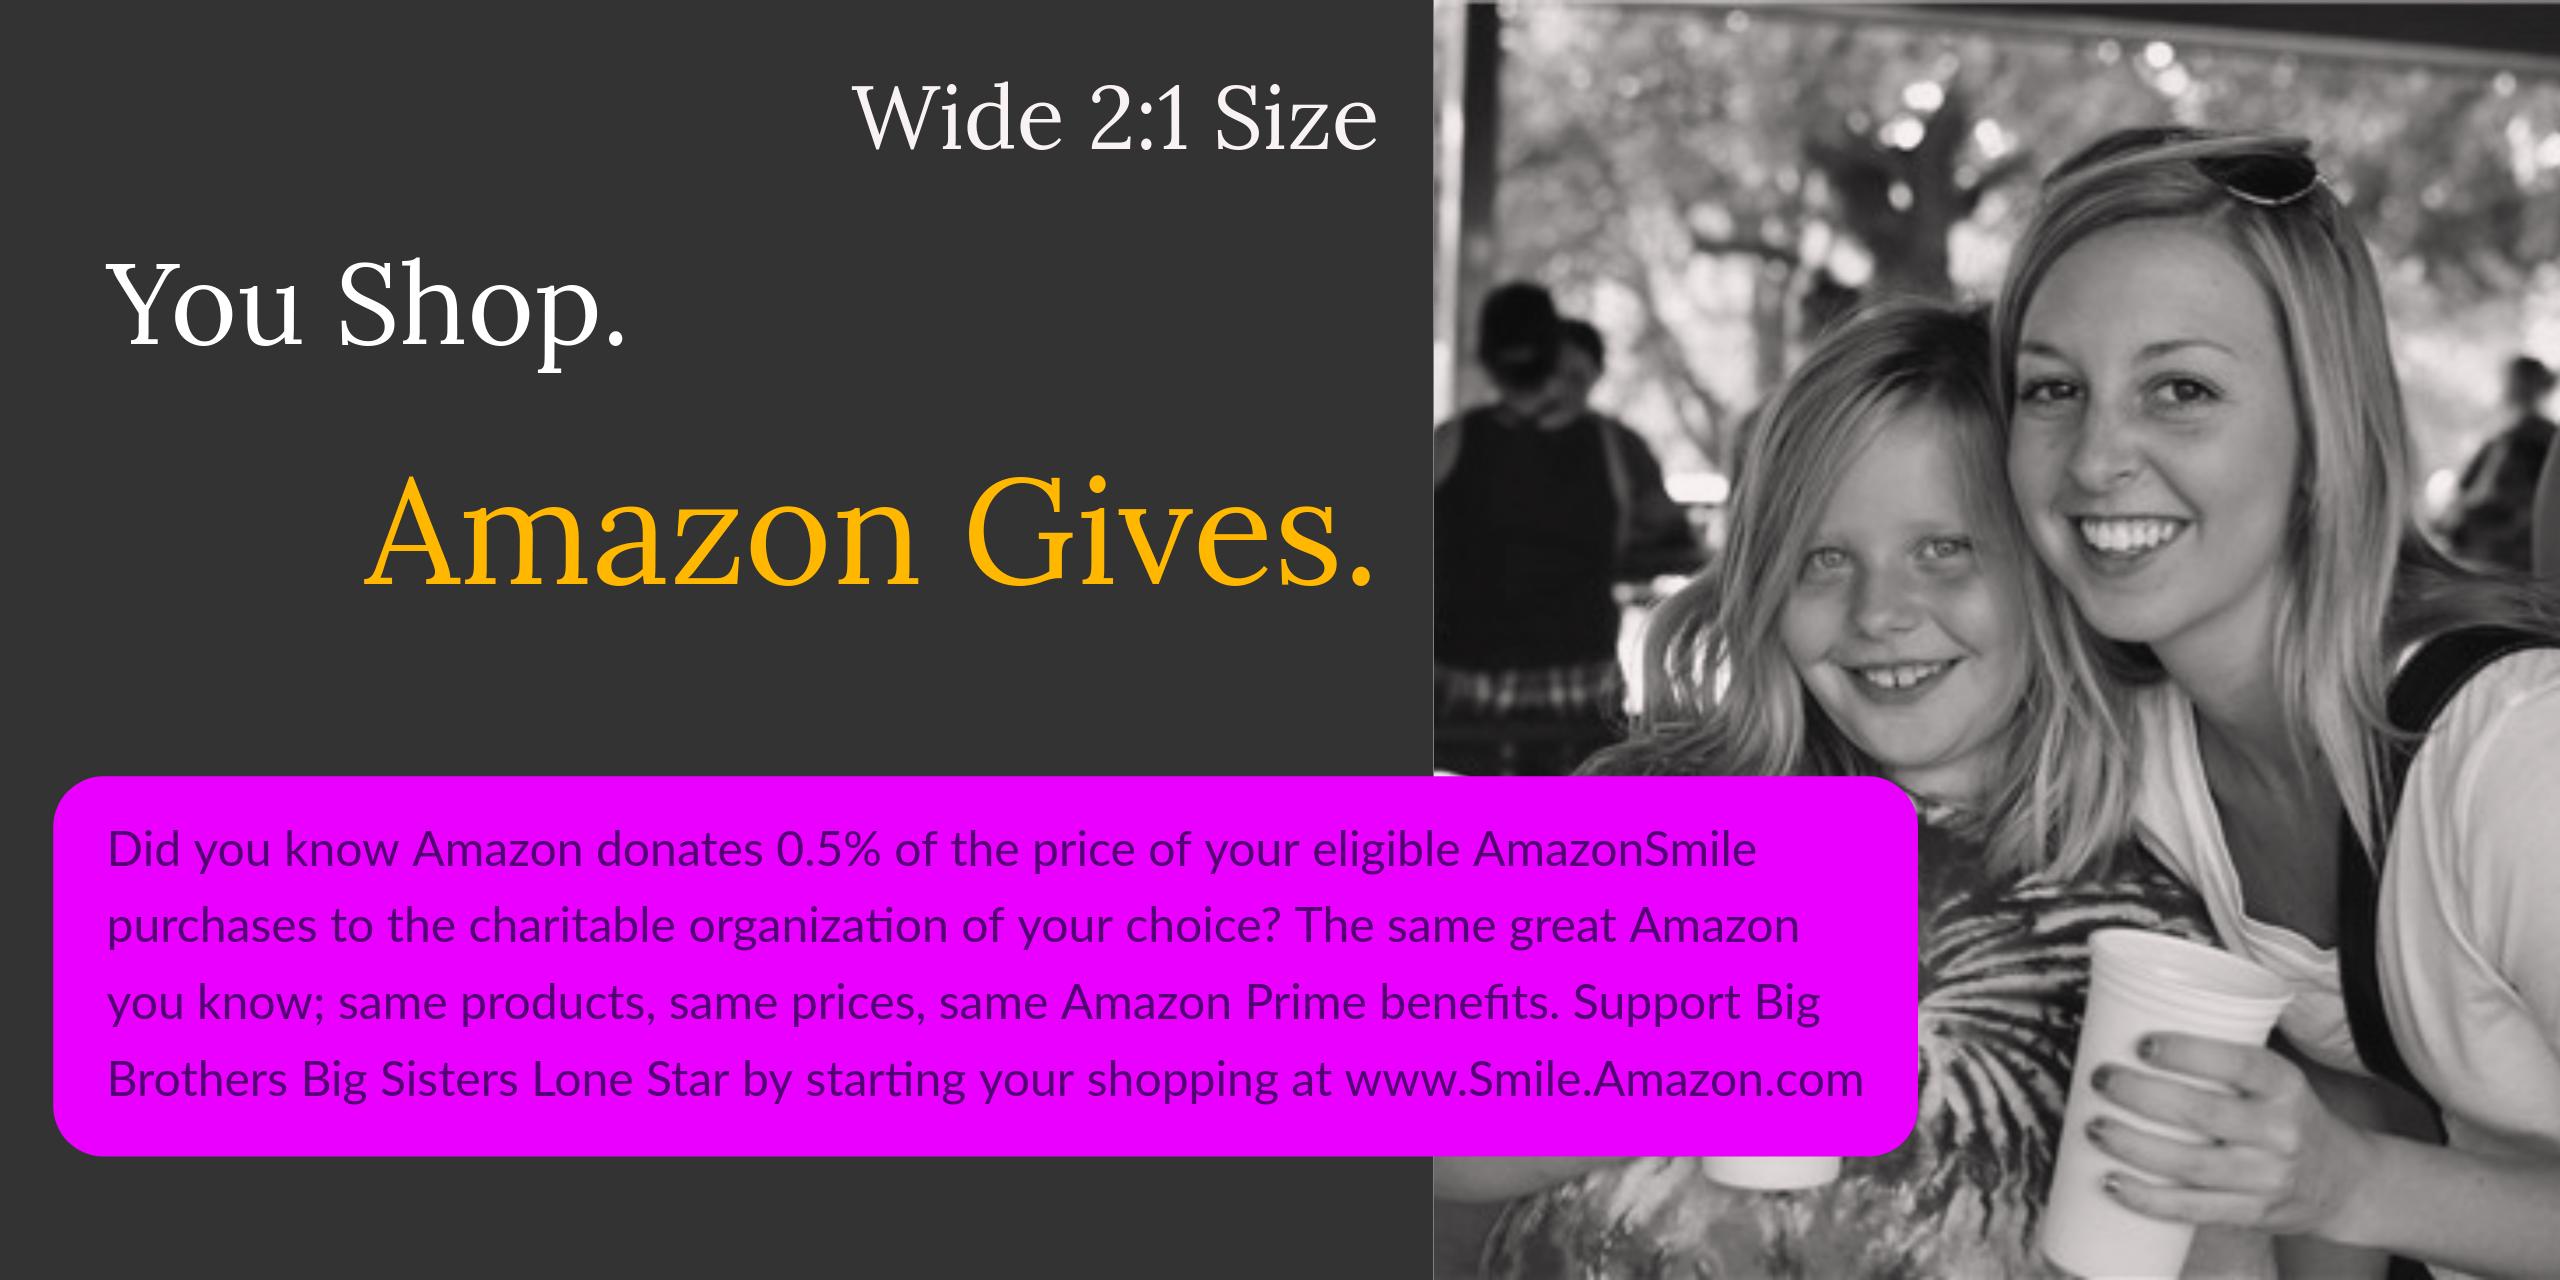 Wide 2:1 Size
You Shop.
Amazon Gives.
Did you know Amazon donates 0.5% of the price of your eligible AmazonSmile
purchases to the charitable organization of your choice? The same great Amazon
you know; same products, same prices, same Amazon Prime benefits. Support Big
Brothers Big Sisters Lone Star by starting your shopping at www.Smile.Amazon.com